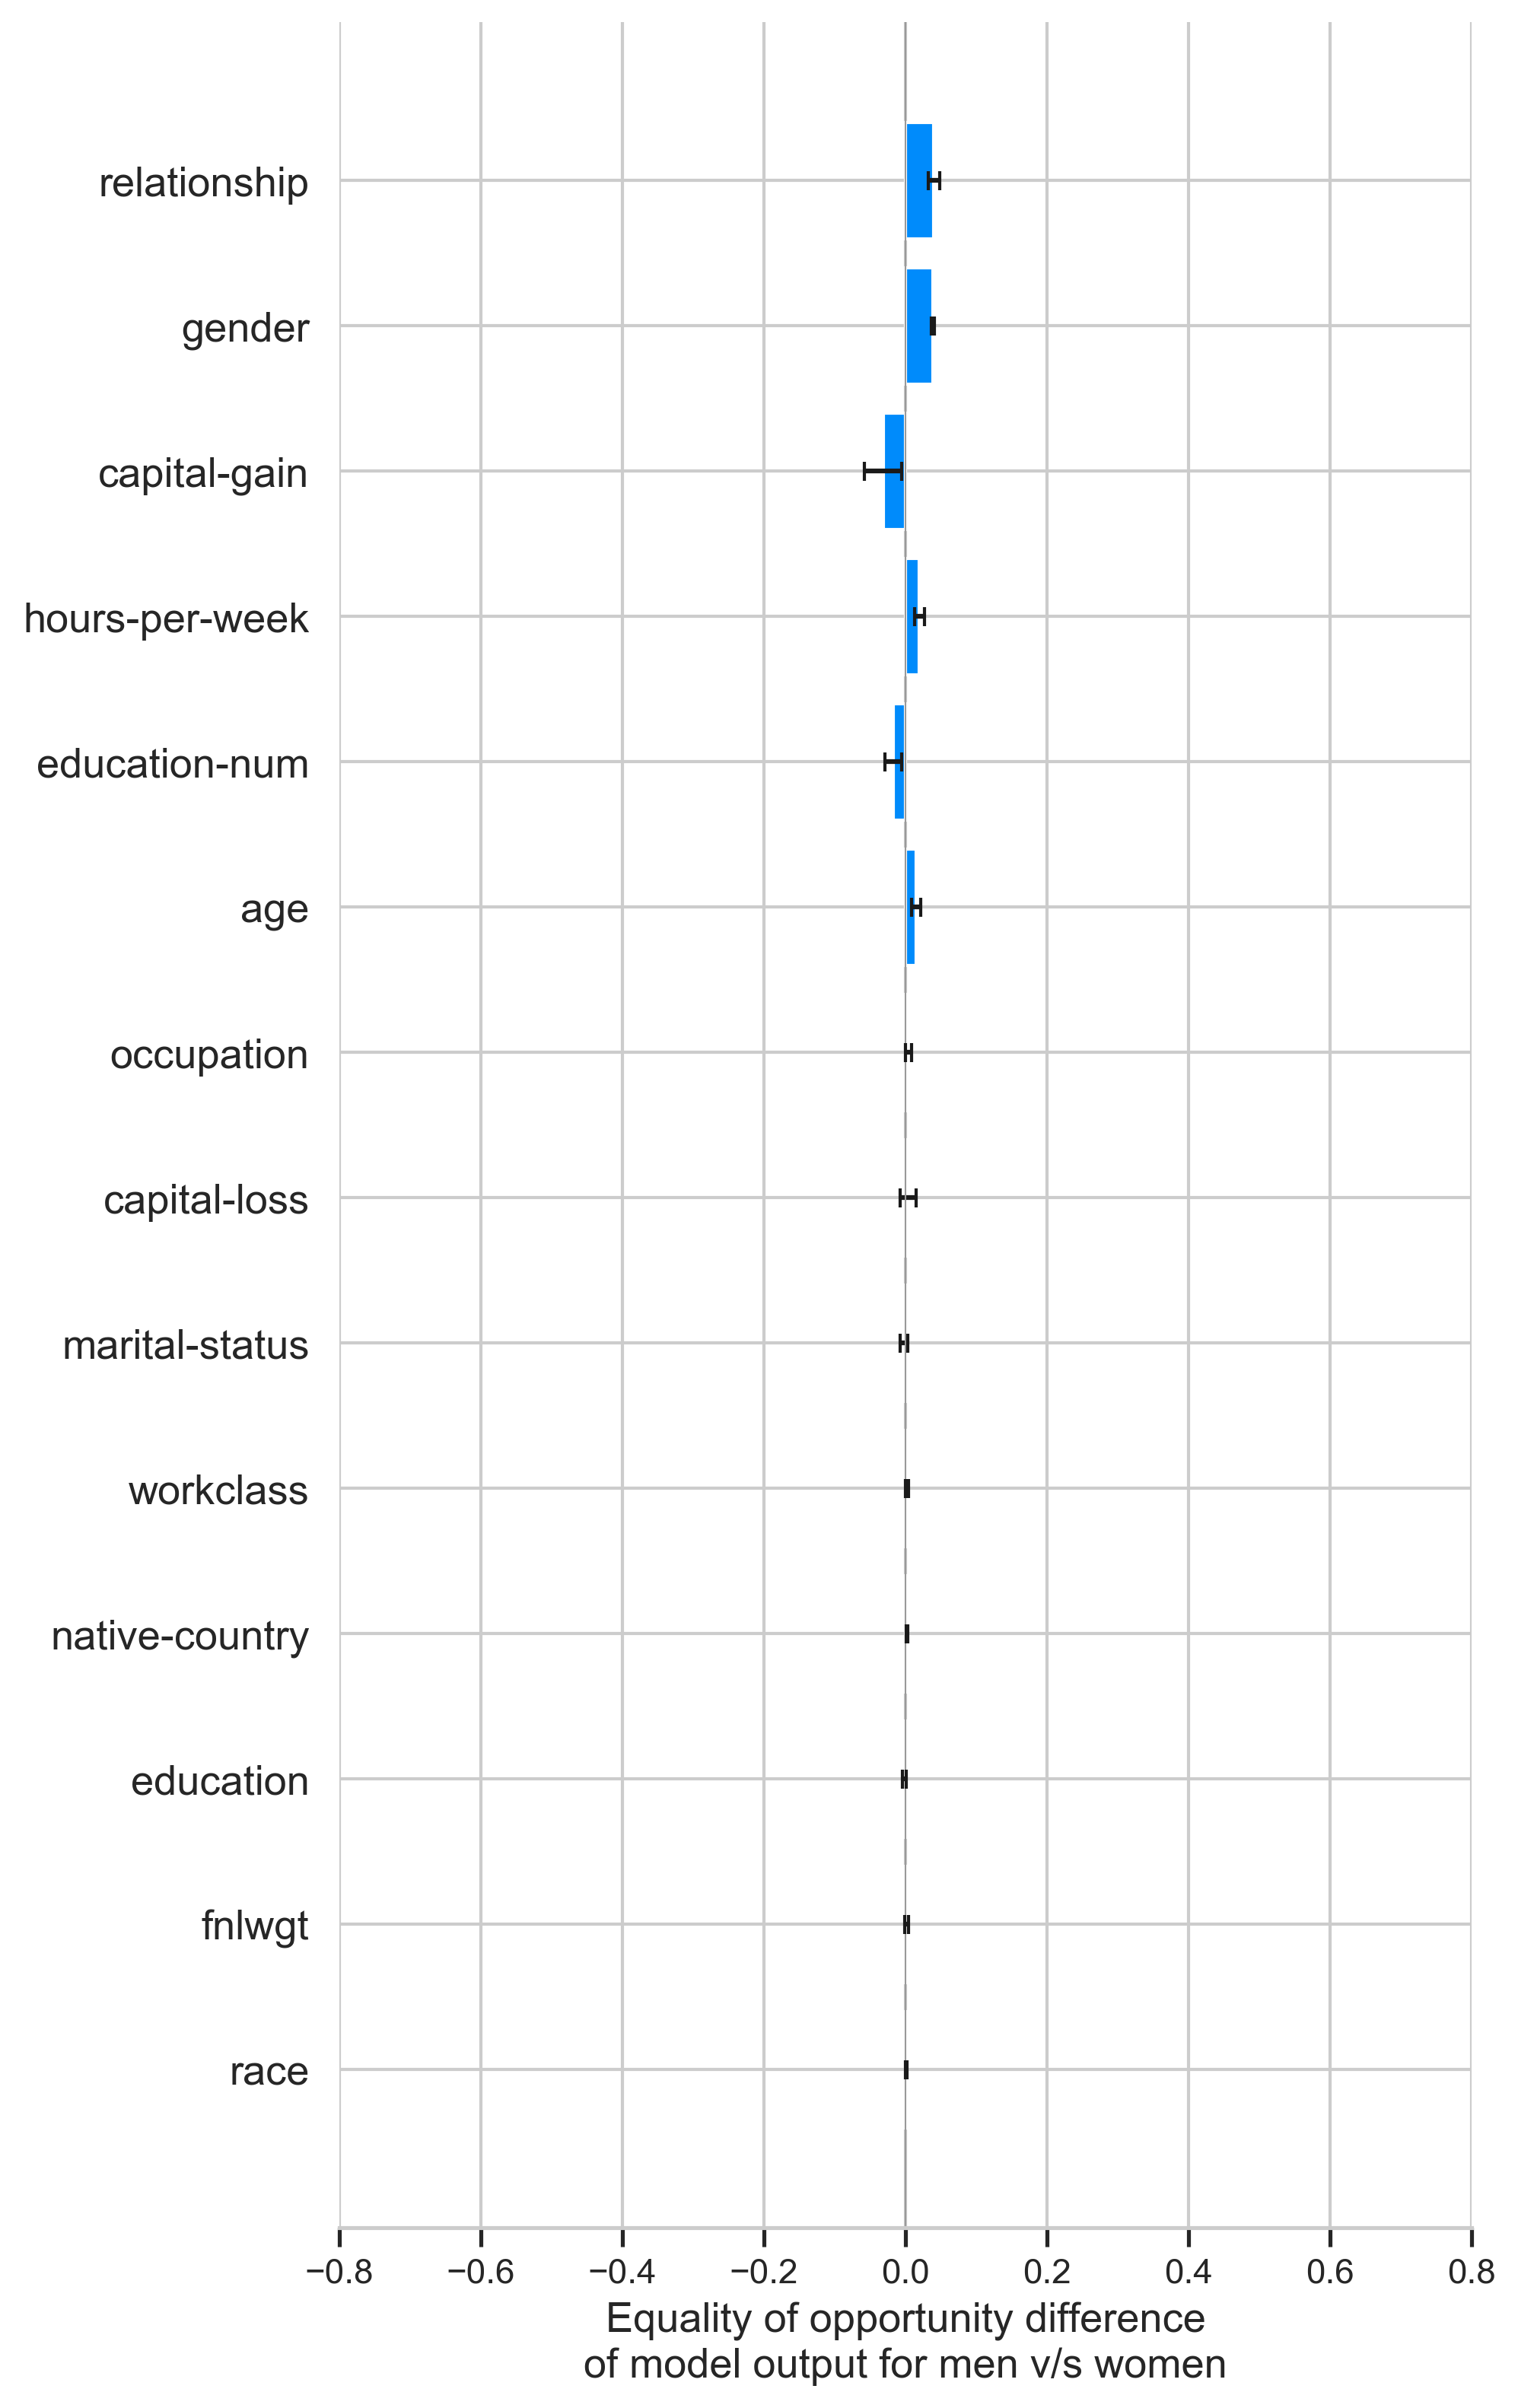 relationship
gender
capital-gain
hours-per-week
education-num
age
occupation
capital-loss
marital-status
workclass
native-country
education
fnlwgt
race
−0.8 −0.6 −0.4 −0.2 0.0 0.2 0.4 0.6 0.8
Equality of opportunity difference
of model output for men v/s women